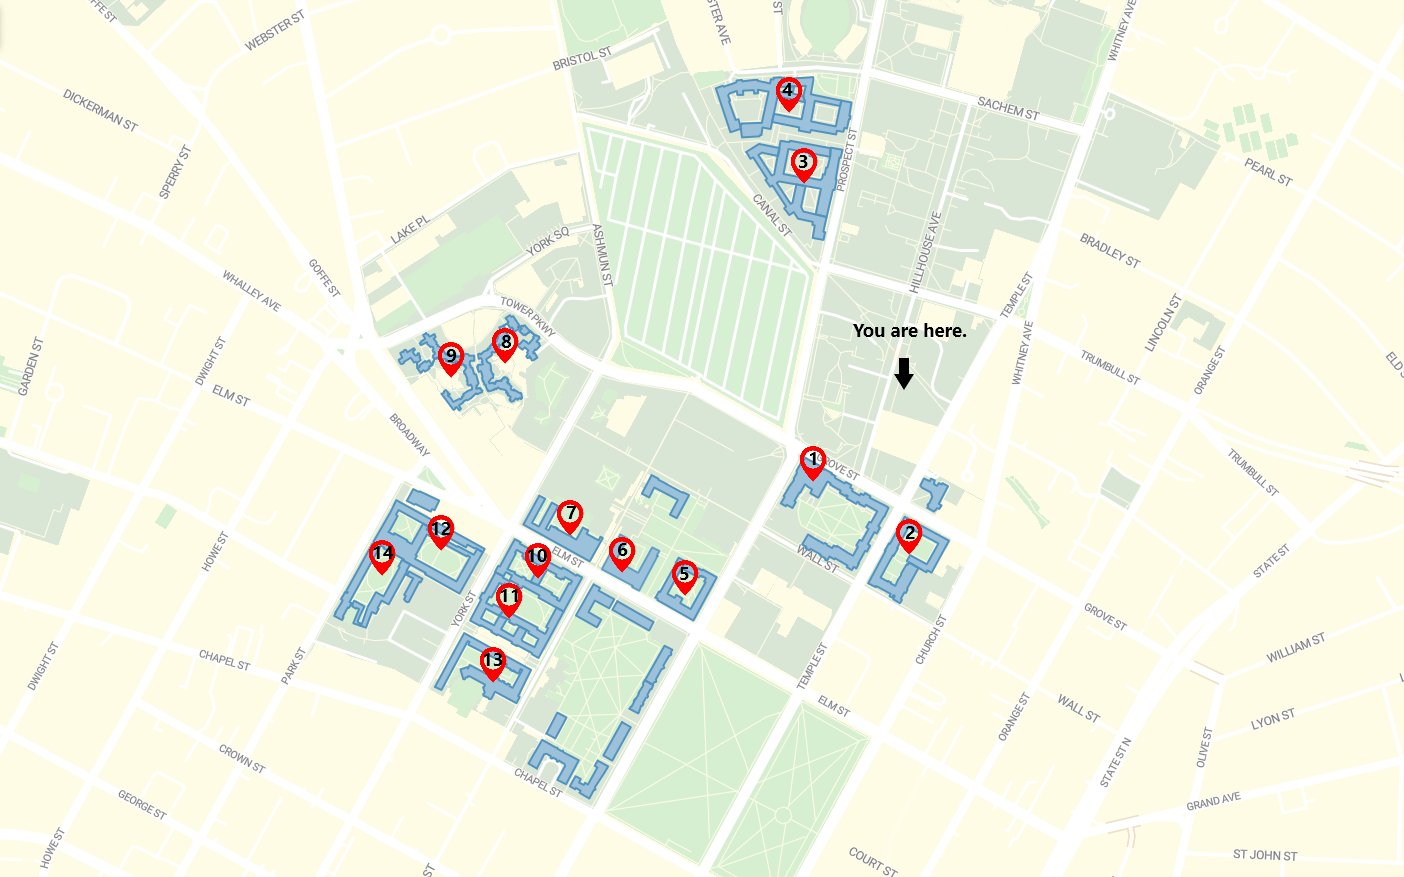 GOFFE ST
WEBSTER ST
BRISTOL ST
STER AVE
ST
WHITNEY AVE
DICKERMAN ST
SPERRY ST
4
SACHEM ST
3
PROSPECT ST
PEARL ST
CANAL ST
LAKE PL
YORK SQ
ASHMUN ST
HILLHOUSE AVE
BRADLEY ST
GOFFE ST
WHALLEY AVE
TOWER PKWY
TEMPLE ST
LINCOLN ST
You are here.
GARDEN ST
DWIGHT ST
9
8
WHITNEY AVE
TRUMBULL ST
ORANGE ST
ELD S
ELM ST
BROADWAY
1
GROVE ST
TRUMBULL ST
HOWE ST
14
12
7
10
ELM ST
6
5
WALL ST
2
STATE ST
11
YORK ST
GROVE ST
DWIGHT ST
CHAPEL ST
PARK ST
13
TEMPLE ST
CHURCH ST
WILLIAM ST
L
ELM ST
ORANGE ST
WALL ST
LYON ST
CROWN ST
CHAPEL ST
STATE ST N
OLIVE ST
GEORGE ST
GRAND AVE
HOWE ST
ST
COURT ST
ST JOHN ST